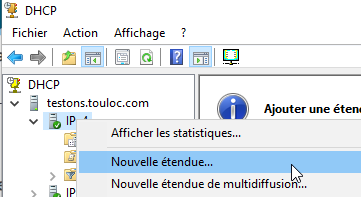 DHCP
Fichier Action Affichage ?
DHCP
testons.touloc.com
Ajouter une éten
Afficher les statistiques...
Nouvelle étendue...
Nouvelle étendue de multidiffusion...